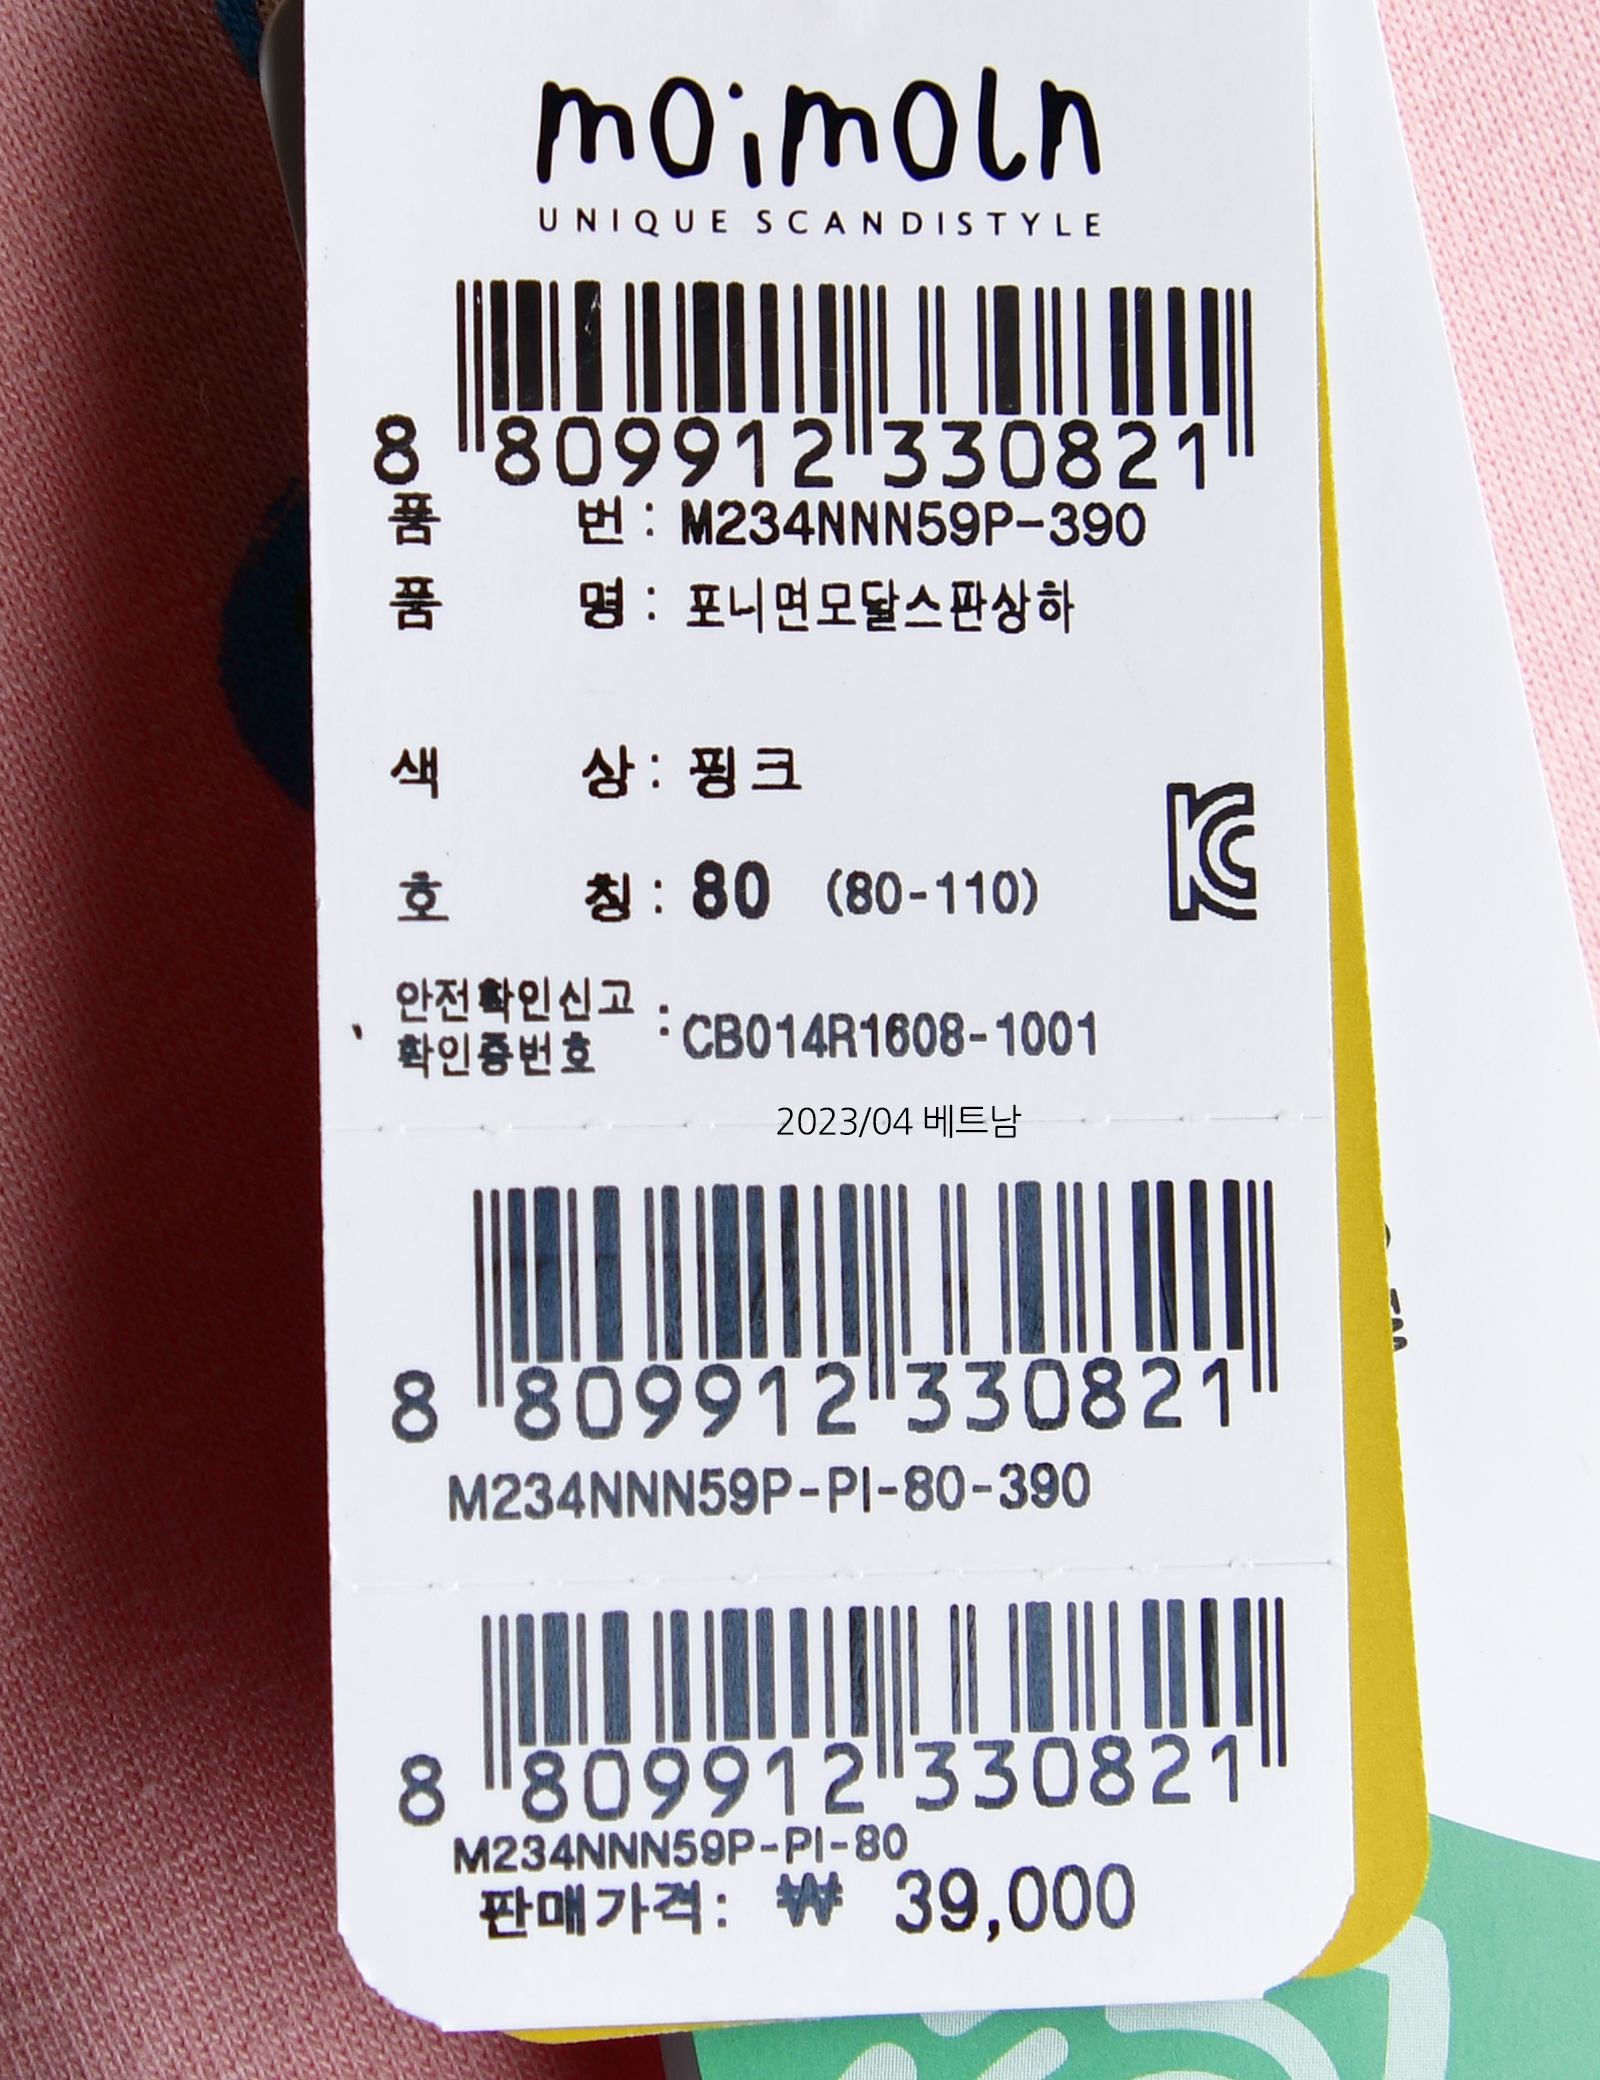 moimoln
UNIQUE SCANDISTYLE
8 809912 330821
품 번 : M234NNN59P-390
품 명 : 포니면모달스판상하
색 상 : 핑크
호 칭 : 80 (80-110)
안전확인신고
확인증번호 : CB014R1608-1001
2023/04 베트남
8 809912 330821
M234NNN59P-PI-80-390
8 809912 330821
M234NNN59P-PI-80
판매가격: ₩ 39,000